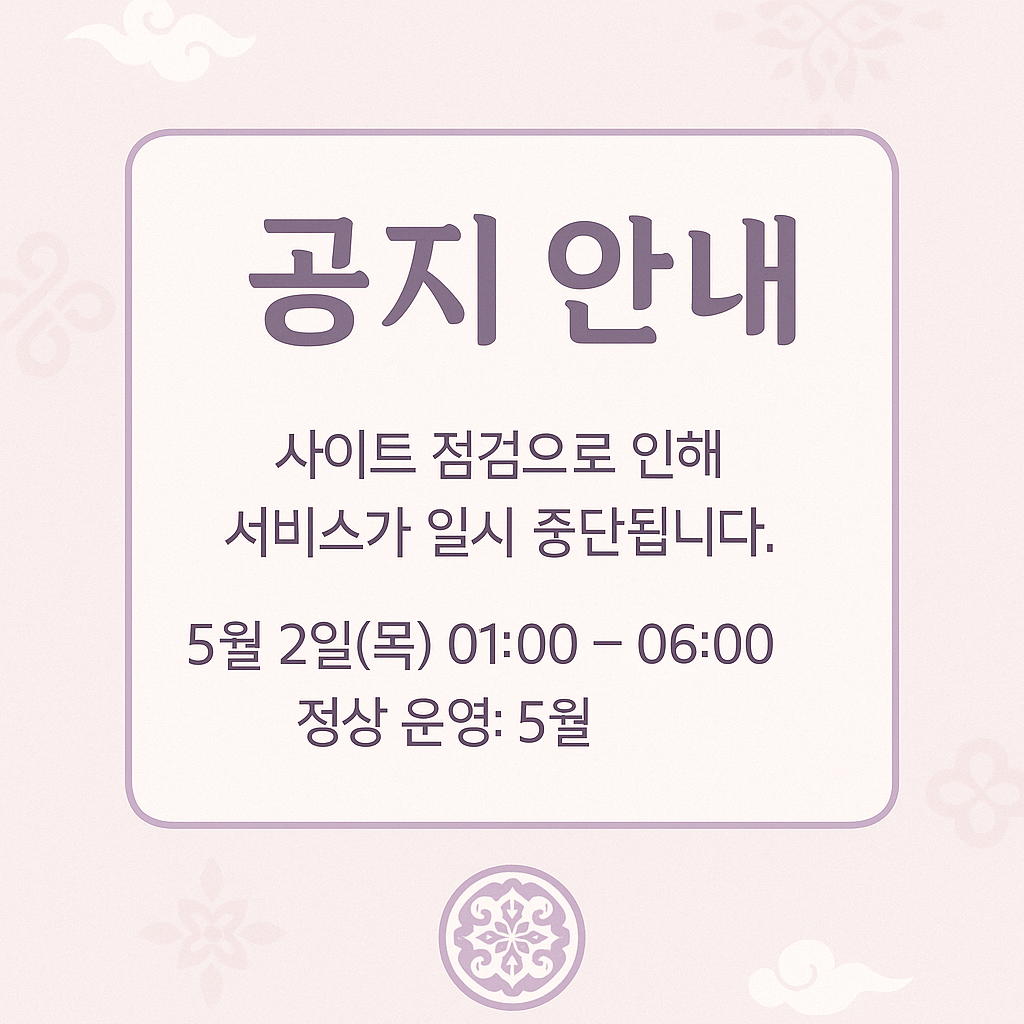 공지 안내
사이트 점검으로 인해
서비스가 일시 중단됩니다.
5월 2일(목) 01:00 – 06:00
정상 운영: 5월